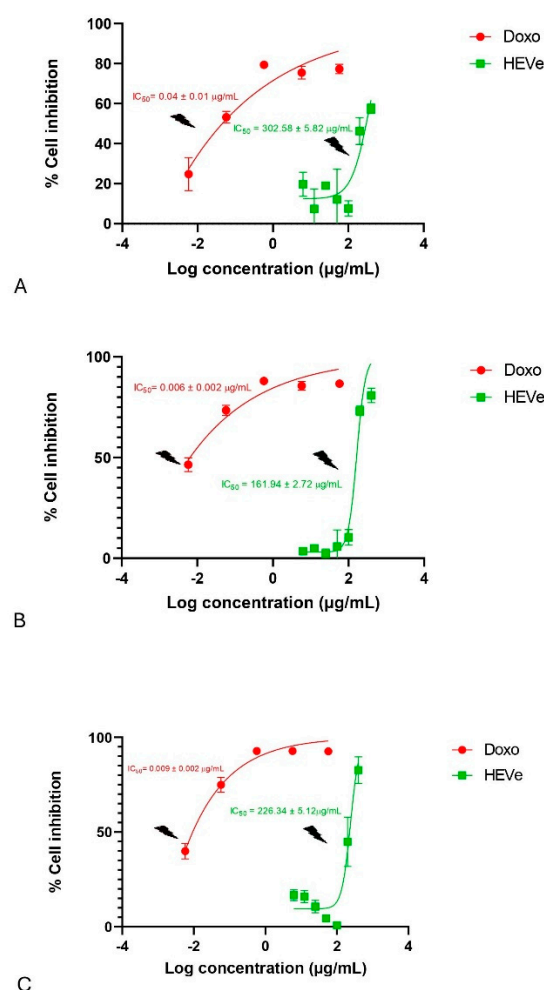 Doxo
HEVe
100
80
60
40
20
0
% Cell inhibition
IC50= 0.04 ± 0.01 µg/mL
IC50 = 302.58 ± 5.82 µg/mL
-4
-2
0
2
4
Log concentration (µg/mL)
A
Doxo
HEVe
100
50
0
% Cell inhibition
IC50= 0.006 ± 0.002 µg/mL
IC50 = 161.94 ± 2.72 µg/mL
-4
-2
0
2
4
Log concentration (µg/mL)
B
Doxo
HEVe
100
50
0
% Cell inhibition
IC50= 0.009 ± 0.002 µg/mL
IC50 = 226.34 ± 5.12µg/mL
-4
-2
0
2
4
Log concentration (µg/mL)
C